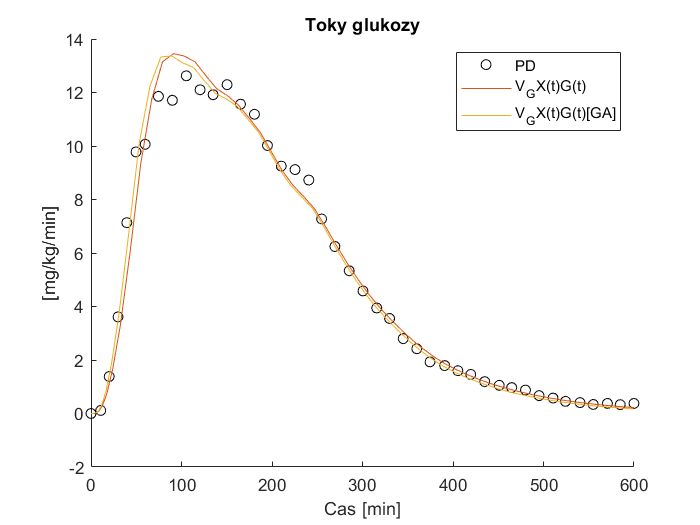 Toky glukozy
14
12
10
8
6
4
2
0
-2
[mg/kg/min]
PD
V_GX(t)G(t)
V_GX(t)G(t)[GA]
0 100 200 300 400 500 600
Cas [min]